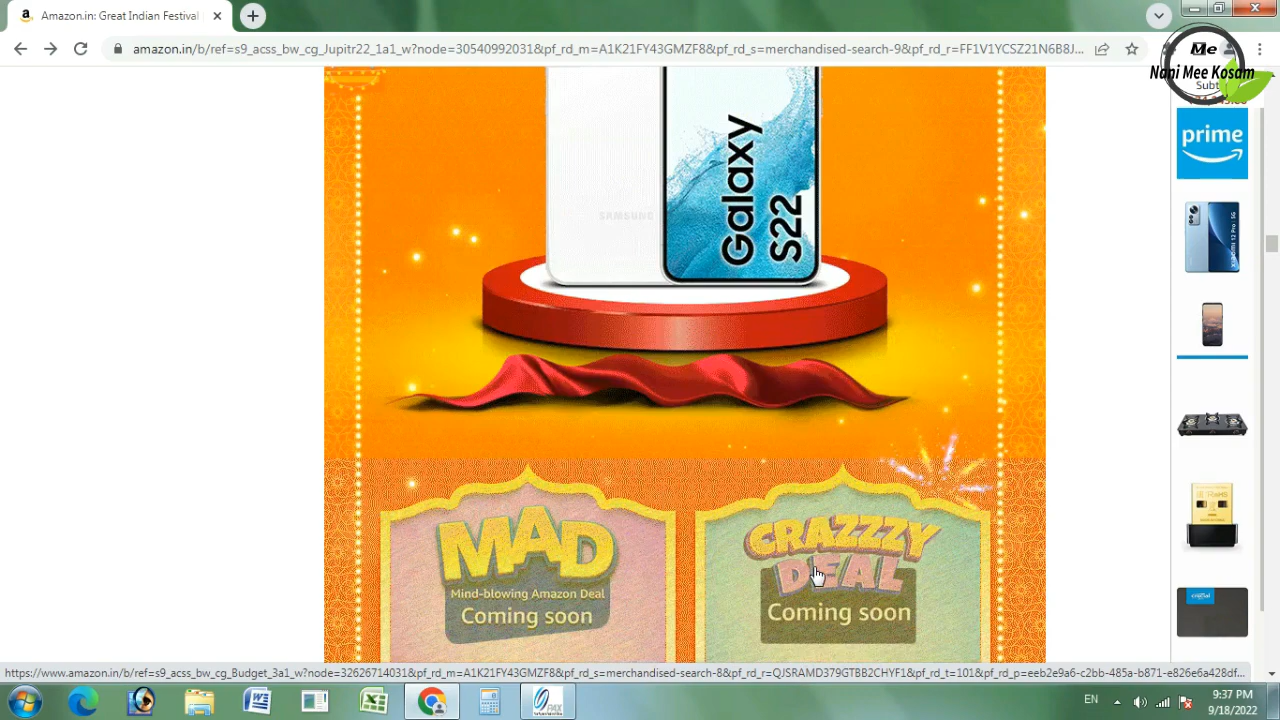 Amazon.in: Great Indian Festival
amazon.in/b/ref=s9_acss_bw_cg_Jupitr22_1a1_w?node=30540992031&pf_rd_m=A1K21FY43GMZF8&pf_rd_s=merchandised-search-9&pf_rd_r=FF1V1YCSZ21N6B8J...
Me
Nani Mee Kosam
Subt
prime
SAMSUNG
Galaxy
S22
MAD
Mind-blowing Amazon Deal
Coming soon
CRAZZZY
DEAL
Coming soon
crucial
https://www.amazon.in/b/ref=s9_acss_bw_cg_Budget_3a1_w?node=32626714031&pf_rd_m=A1K21FY43GMZF8&pf_rd_s=merchandised-search-8&pf_rd_r=QJSRAMD379GTBB2CHYF1&pf_rd_t=101&pf_rd_p=eeb2e9a6-c2bb-485a-b871-e826e6a428df...
EN
9:37 PM
9/18/2022